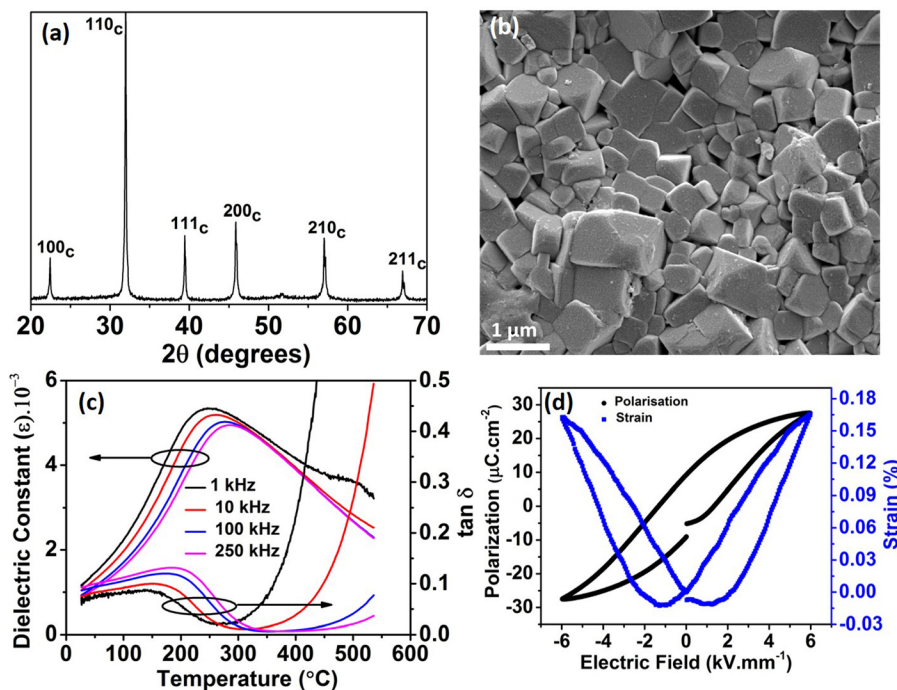 (a)
110c
100c
111c
200c
210c
211c
20 30 40 50 60 70
2θ (degrees)
(b)
1 µm
(c)
Dielectric Constant (ε).10⁻³
6
4
2
0
1 kHz
10 kHz
100 kHz
250 kHz
0.5
0.4
0.3
0.2
0.1
0.0
tan δ
0 100 200 300 400 500 600
Temperature (°C)
(d)
Polarisation
Strain
Polarization (µC.cm⁻²)
30
20
10
0
-10
-20
-30
0.18
0.15
0.12
0.09
0.06
0.03
0.00
-0.03
Strain (%)
-6 -4 -2 0 2 4 6
Electric Field (kV.mm⁻¹)